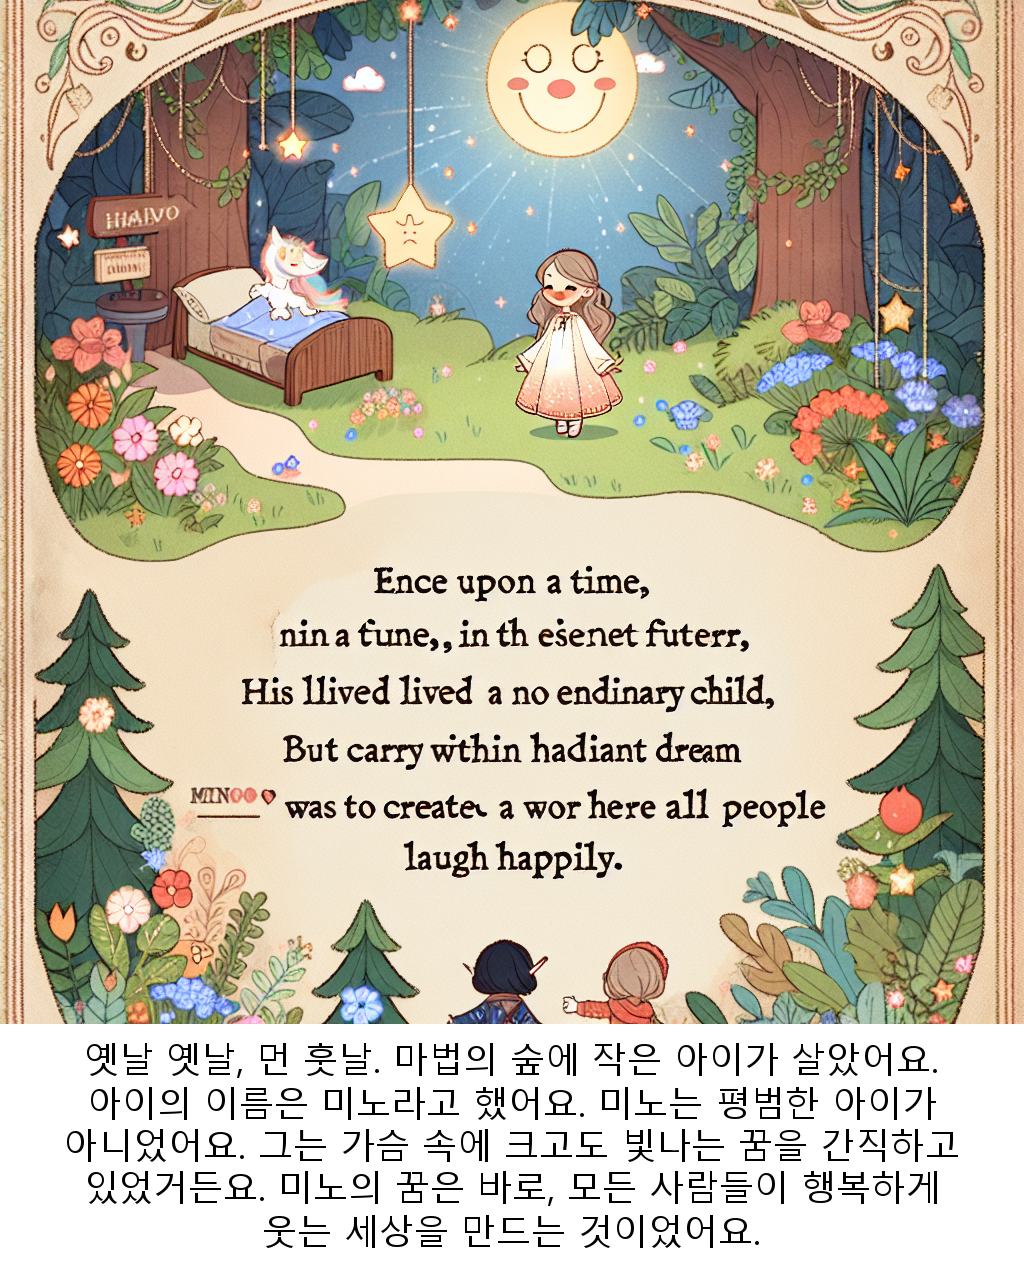 HIAIVO
Ence upon a time,
nin a fune,, in th esenet futerr,
His llived lived a no endinary child,
But carry within hadiant dream
MINOO was to create a wor here all people
laugh happily.
옛날 옛날, 먼 훗날. 마법의 숲에 작은 아이가 살았어요.
아이의 이름은 미노라고 했어요. 미노는 평범한 아이가
아니었어요. 그는 가슴 속에 크고도 빛나는 꿈을 간직하고
있었거든요. 미노의 꿈은 바로, 모든 사람들이 행복하게
웃는 세상을 만드는 것이었어요.